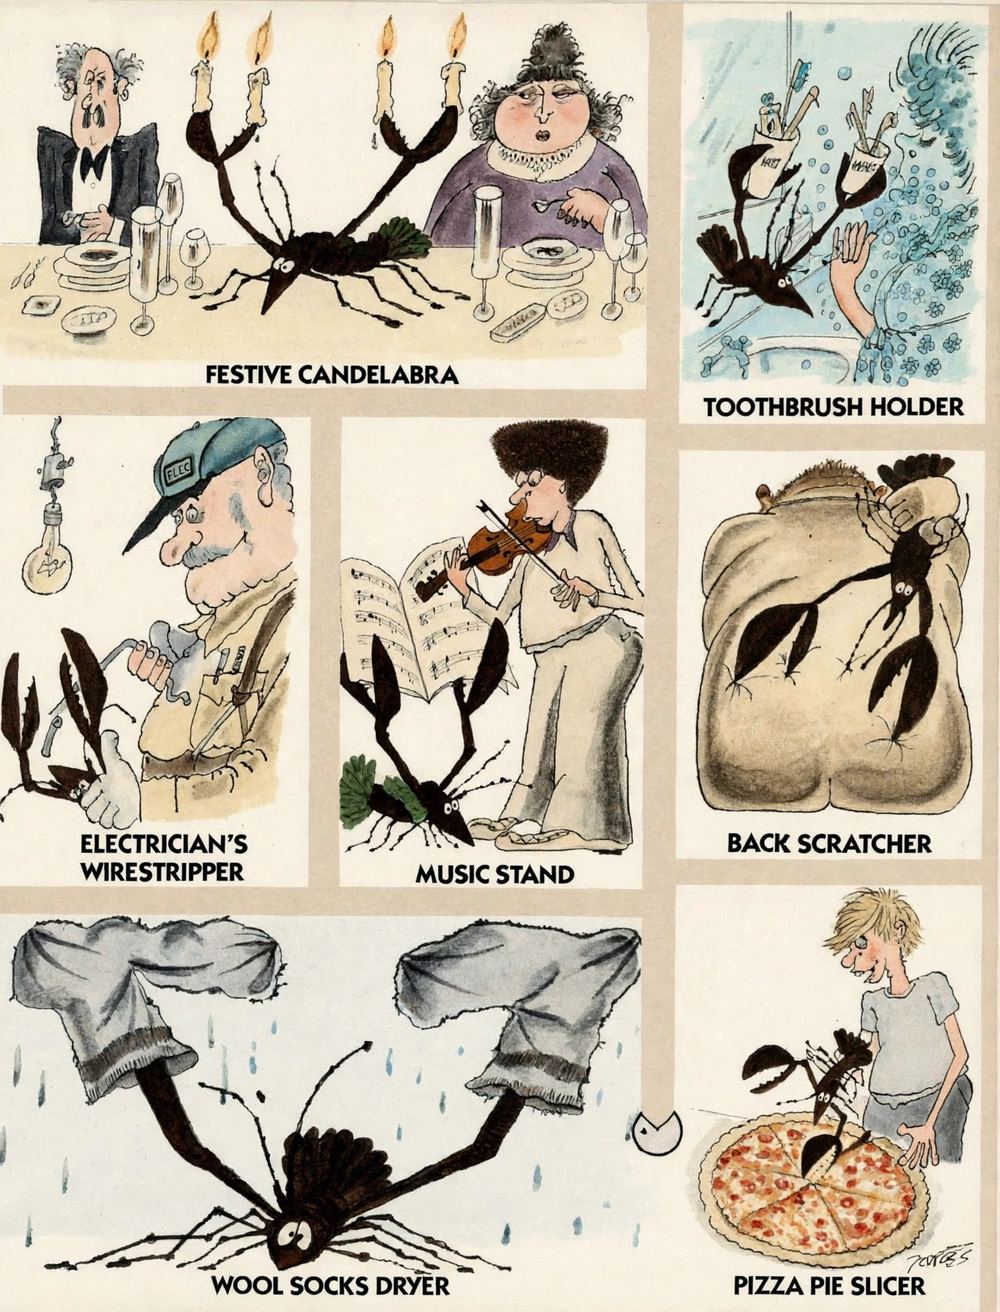 FESTIVE CANDELABRA
TOOTHBRUSH HOLDER
ELEC
ELECTRICIAN'S
WIRESTRIPPER
MUSIC STAND
BACK SCRATCHER
WOOL SOCKS DRYER
PIZZA PIE SLICER